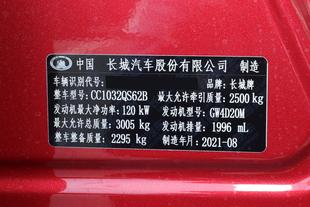 中国 长城汽车股份有限公司 制造
车辆识别代号: 品牌: 长城牌
整车型号: CC1032QS62B 最大允许牵引质量: 2500 kg
发动机最大净功率: 120 kW 发动机型号: GW4D20M
最大允许总质量: 3005 kg 发动机排量: 1996 mL
整车整备质量: 2295 kg 制造年月: 2021-08